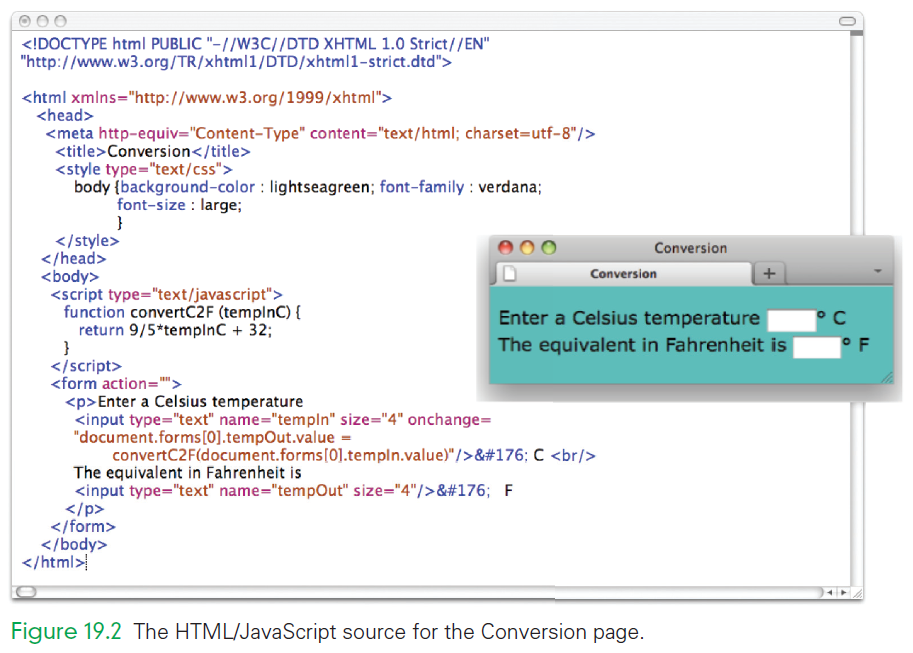 <!DOCTYPE html PUBLIC "-//W3C//DTD XHTML 1.0 Strict//EN"
"http://www.w3.org/TR/xhtml1/DTD/xhtml1-strict.dtd">
<html xmlns="http://www.w3.org/1999/xhtml">
<head>
<meta http-equiv="Content-Type" content="text/html; charset=utf-8"/>
<title>Conversion</title>
<style type="text/css">
body {background-color : lightseagreen; font-family : verdana;
font-size : large;
}
</style>
</head>
<body>
<script type="text/javascript">
function convertC2F (tempInC) {
return 9/5*tempInC + 32;
}
</script>
<form action="">
<p>Enter a Celsius temperature
<input type="text" name="tempIn" size="4" onchange=
"document.forms[0].tempOut.value =
convertC2F(document.forms[0].tempIn.value)"/>&#176; C <br/>
The equivalent in Fahrenheit is
<input type="text" name="tempOut" size="4"/>&#176; F
</p>
</form>
</body>
</html>
Conversion
Conversion
+
Enter a Celsius temperature ° C
The equivalent in Fahrenheit is ° F
Figure 19.2 The HTML/JavaScript source for the Conversion page.